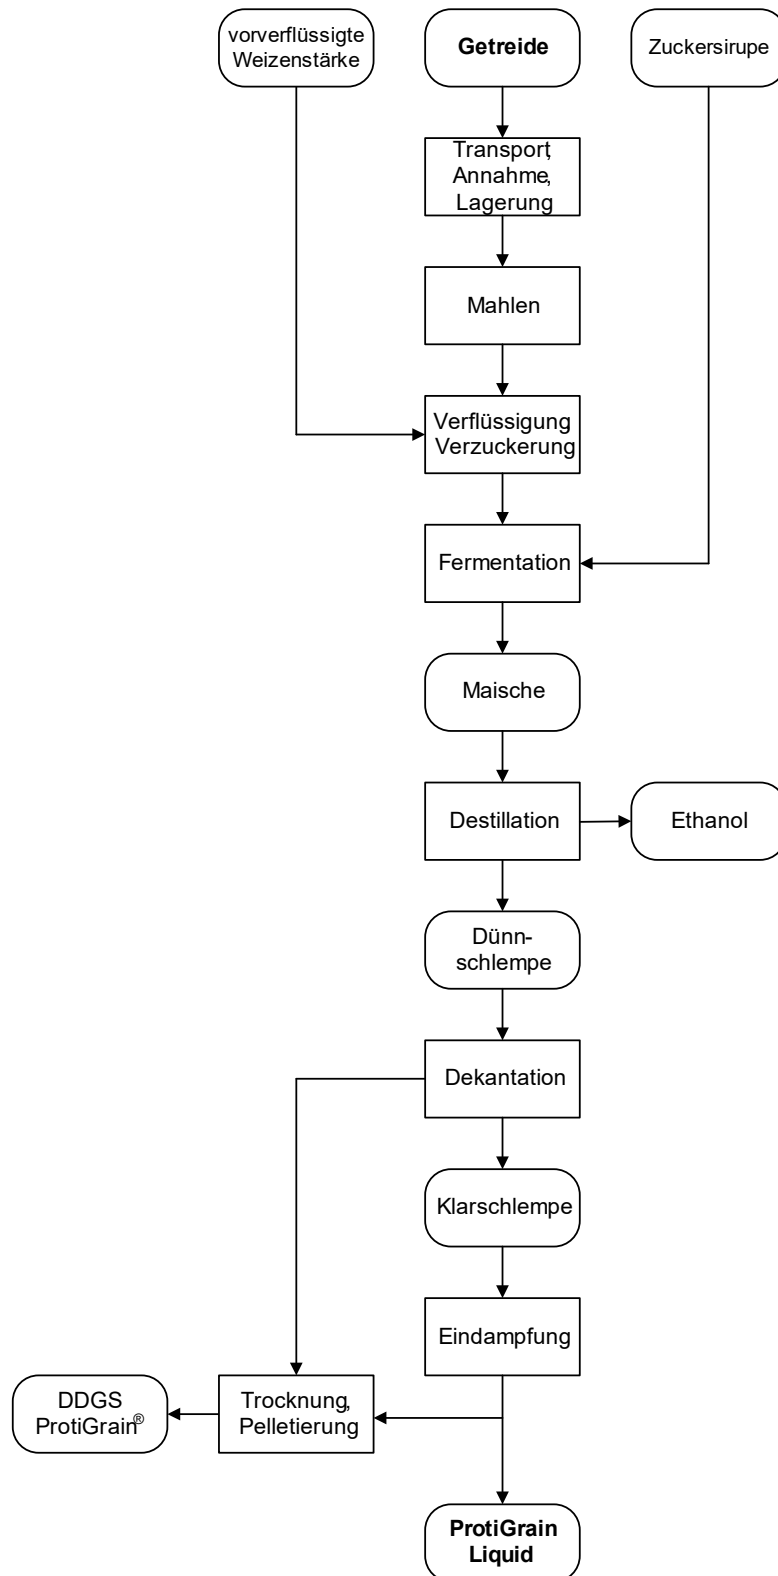 vorverflüssigte
Weizenstärke
Getreide
Zuckersirupe
Transport,
Annahme,
Lagerung
Mahlen
Verflüssigung
Verzuckerung
Fermentation
Maische
Destillation
Ethanol
Dünn-
schlempe
Dekantation
Klarschlempe
Eindampfung
DDGS
ProtiGrain®
Trocknung,
Pelletierung
ProtiGrain
Liquid